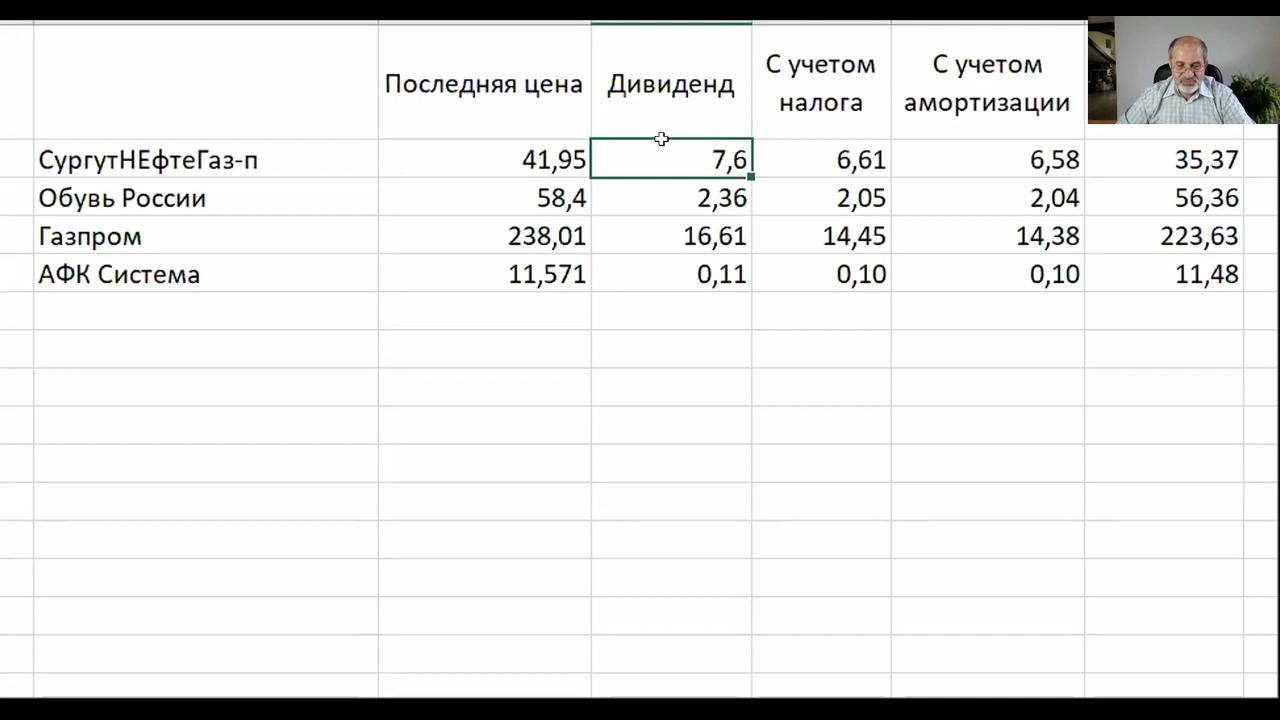 Последняя цена Дивиденд С учетом налога С учетом амортизации
СургутНЕфтеГаз-п 41,95 7,6 6,61 6,58 35,37
Обувь России 58,4 2,36 2,05 2,04 56,36
Газпром 238,01 16,61 14,45 14,38 223,63
АФК Система 11,571 0,11 0,10 0,10 11,48